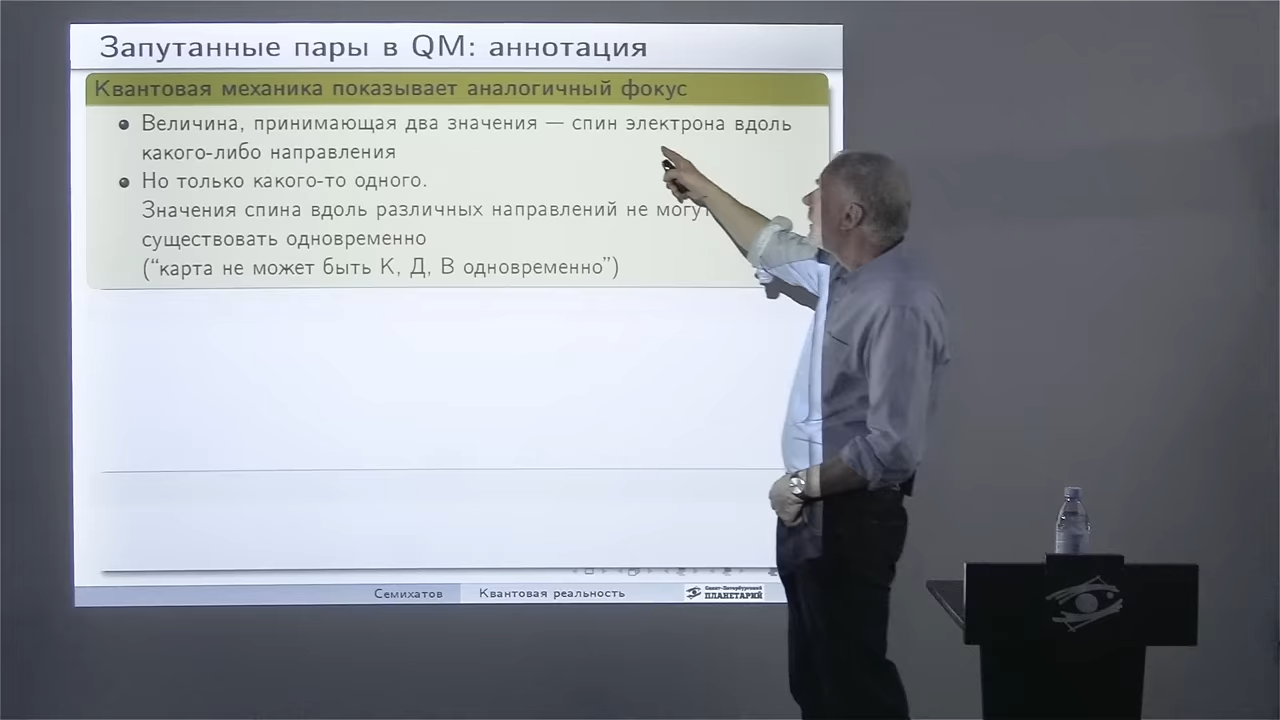 Запутанные пары в QM: аннотация
Квантовая механика показывает аналогичный фокус
Величина, принимающая два значения — спин электрона вдоль
какого-либо направления
Но только какого-то одного.
Значения спина вдоль различных направлений не могут
существовать одновременно
(“карта не может быть К, Д, В одновременно”)
Семихатов
Квантовая реальность
Санкт-Петербургский
ПЛАНЕТАРИЙ